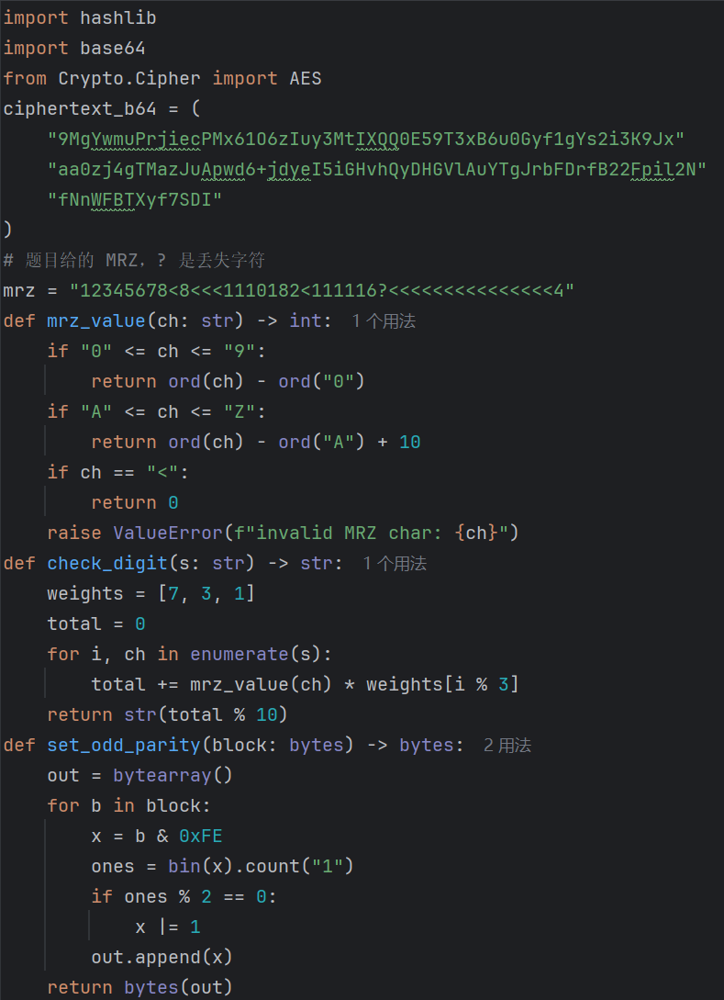 import hashlib
import base64
from Crypto.Cipher import AES
ciphertext_b64 = (
    "9MgYwmuPrjiecPMx61O6zIuy3MtIXQQ0E59T3xB6u0Gyf1gYs2i3K9Jx"
    "aa0zj4gTMazJuApwd6+jdyeI5iGHvhQyDHGVlAuYTgJrbFDrfB22Fpil2N"
    "fNnWFBTXyf7SDI"
)
# 题目给的 MRZ，? 是丢失字符
mrz = "12345678<8<<<1110182<111116?<<<<<<<<<<<<<<<4"
def mrz_value(ch: str) -> int:  1 个用法
    if "0" <= ch <= "9":
        return ord(ch) - ord("0")
    if "A" <= ch <= "Z":
        return ord(ch) - ord("A") + 10
    if ch == "<":
        return 0
    raise ValueError(f"invalid MRZ char: {ch}")
def check_digit(s: str) -> str:  1 个用法
    weights = [7, 3, 1]
    total = 0
    for i, ch in enumerate(s):
        total += mrz_value(ch) * weights[i % 3]
    return str(total % 10)
def set_odd_parity(block: bytes) -> bytes:  2 用法
    out = bytearray()
    for b in block:
        x = b & 0xFE
        ones = bin(x).count("1")
        if ones % 2 == 0:
            x |= 1
        out.append(x)
    return bytes(out)